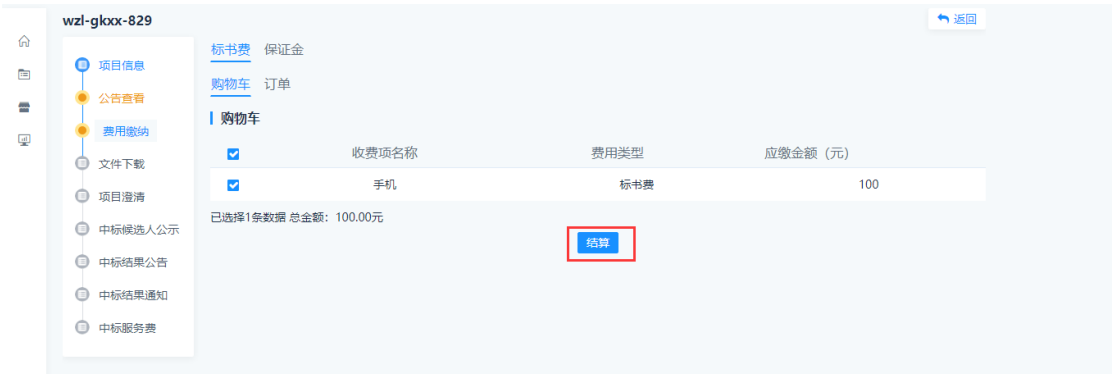 wzl-gkxx-829
返回
项目信息
公告查看
费用缴纳
文件下载
项目澄清
中标候选人公示
中标结果公告
中标结果通知
中标服务费
标书费 保证金
购物车 订单
购物车
收费项名称 费用类型 应缴金额（元）
手机 标书费 100
已选择1条数据 总金额：100.00元
结算